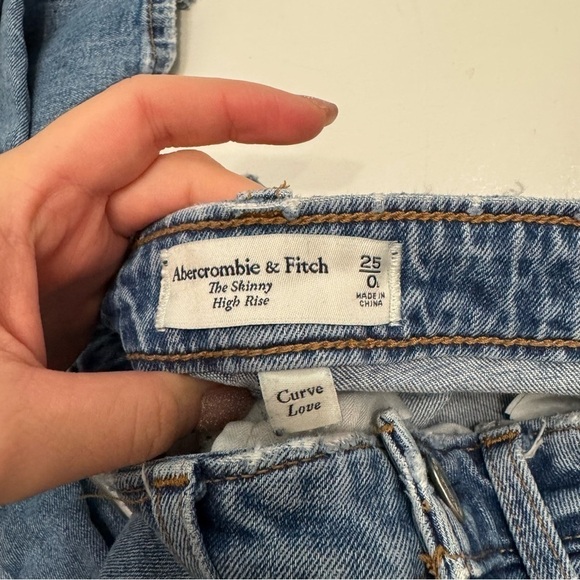 Abercrombie & Fitch
The Skinny
High Rise
25
0
MADE IN
CHINA
Curve
Love